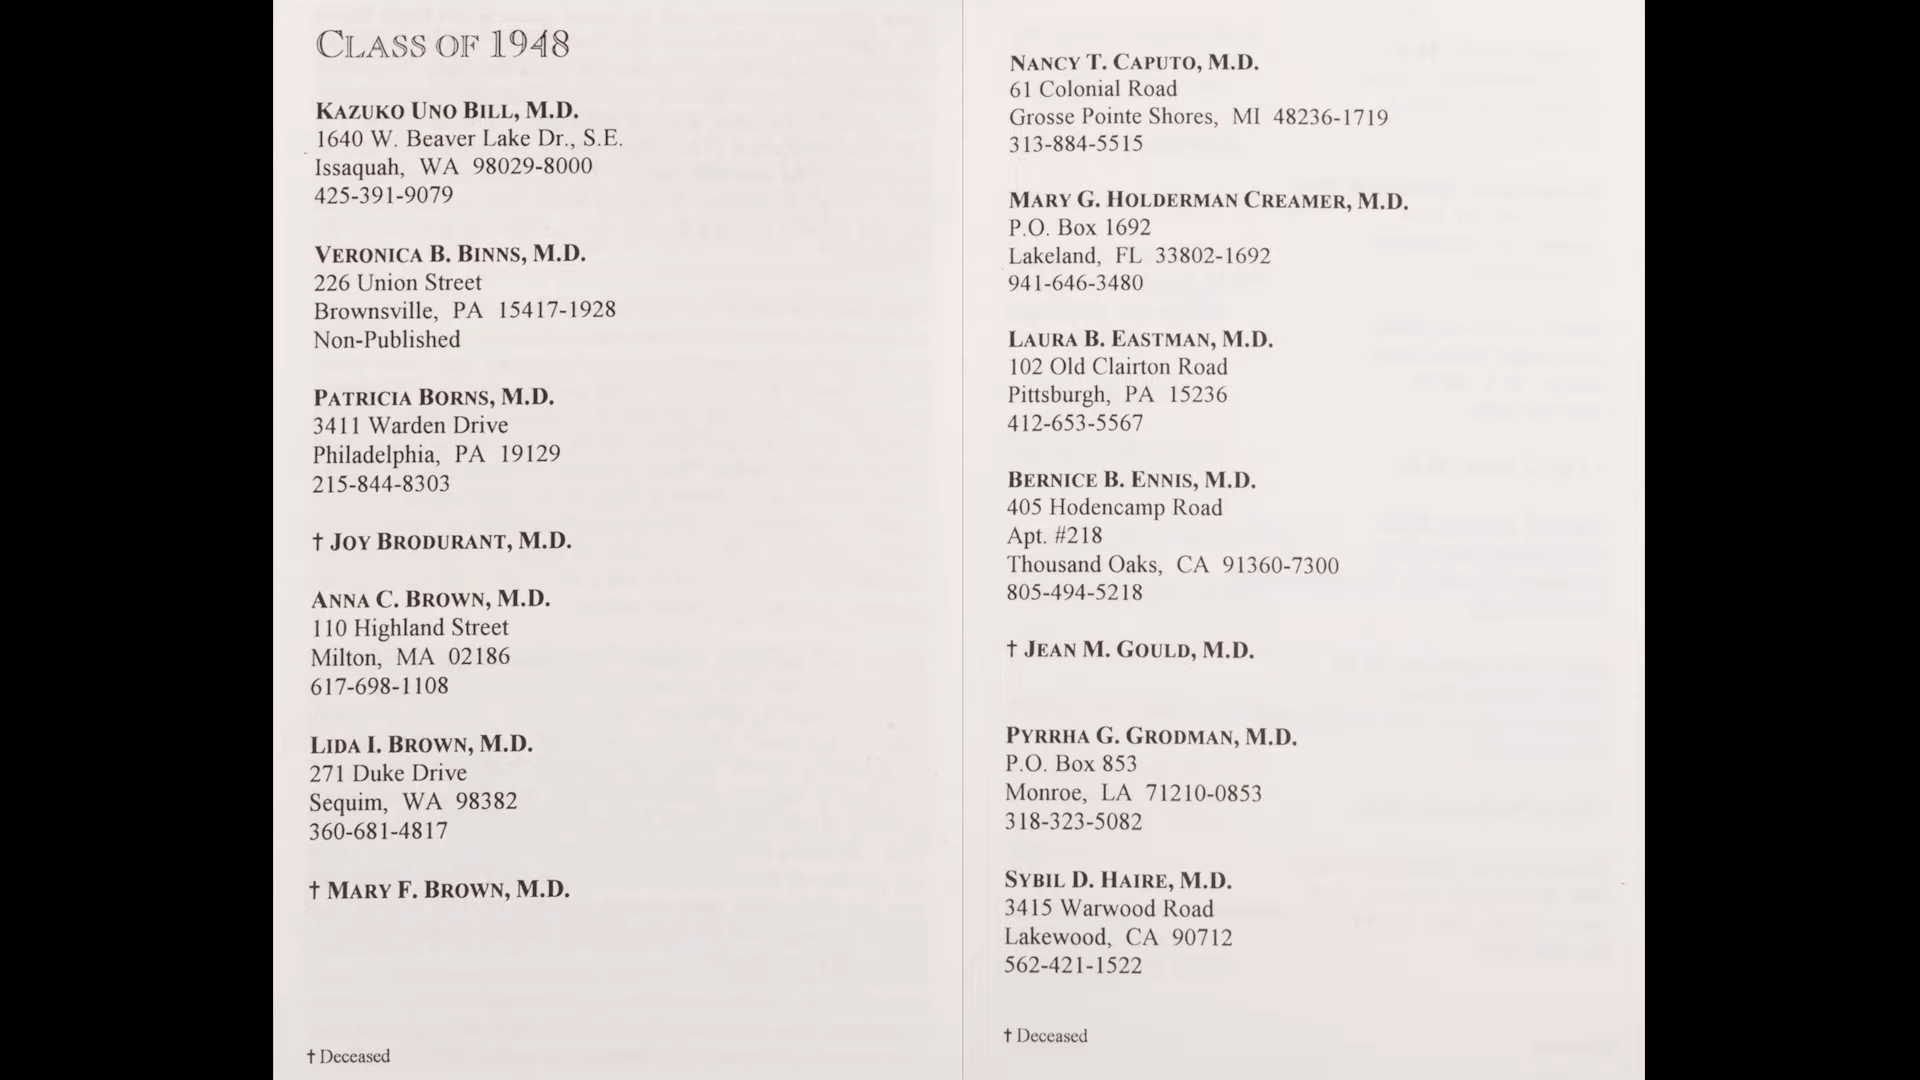 CLASS OF 1948
KAZUKO UNO BILL, M.D.
1640 W. Beaver Lake Dr., S.E.
Issaquah, WA 98029-8000
425-391-9079
VERONICA B. BINNS, M.D.
226 Union Street
Brownsville, PA 15417-1928
Non-Published
PATRICIA BORNS, M.D.
3411 Warden Drive
Philadelphia, PA 19129
215-844-8303
† JOY BRODURANT, M.D.
ANNA C. BROWN, M.D.
110 Highland Street
Milton, MA 02186
617-698-1108
LIDA I. BROWN, M.D.
271 Duke Drive
Sequim, WA 98382
360-681-4817
† MARY F. BROWN, M.D.
† Deceased
NANCY T. CAPUTO, M.D.
61 Colonial Road
Grosse Pointe Shores, MI 48236-1719
313-884-5515
MARY G. HOLDERMAN CREAMER, M.D.
P.O. Box 1692
Lakeland, FL 33802-1692
941-646-3480
LAURA B. EASTMAN, M.D.
102 Old Clairton Road
Pittsburgh, PA 15236
412-653-5567
BERNICE B. ENNIS, M.D.
405 Hodencamp Road
Apt. #218
Thousand Oaks, CA 91360-7300
805-494-5218
† JEAN M. GOULD, M.D.
PYRRHA G. GRODMAN, M.D.
P.O. Box 853
Monroe, LA 71210-0853
318-323-5082
SYBIL D. HAIRE, M.D.
3415 Warwood Road
Lakewood, CA 90712
562-421-1522
† Deceased